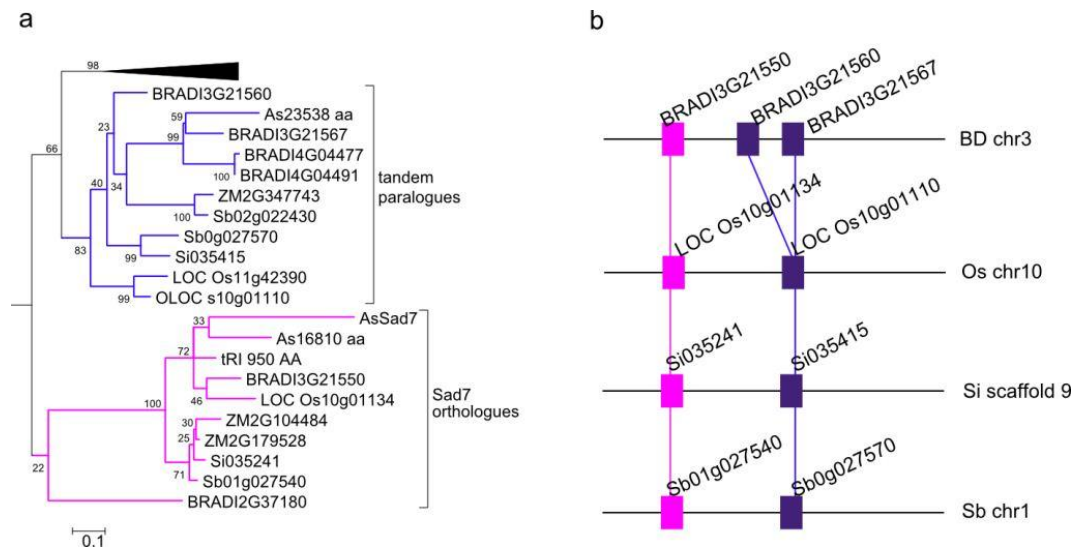 a
98
BRADI3G21560
23
59
As23538 aa
BRADI3G21567
99
BRADI4G04477
100
BRADI4G04491
40
34
ZM2G347743
100
Sb02g022430
66
Sb0g027570
99
Si035415
83
LOC Os11g42390
99
OLOC s10g01110
tandem
paralogues
33
AsSad7
As16810 aa
72
tRI 950 AA
BRADI3G21550
46
LOC Os10g01134
100
30
ZM2G104484
25
ZM2G179528
Si035241
71
Sb01g027540
22
BRADI2G37180
Sad7
orthologues
0.1
b
BRADI3G21550
BRADI3G21560
BRADI3G21567
BD chr3
LOC Os10g01134
LOC Os10g01110
Os chr10
Si035241
Si035415
Si scaffold 9
Sb01g027540
Sb0g027570
Sb chr1